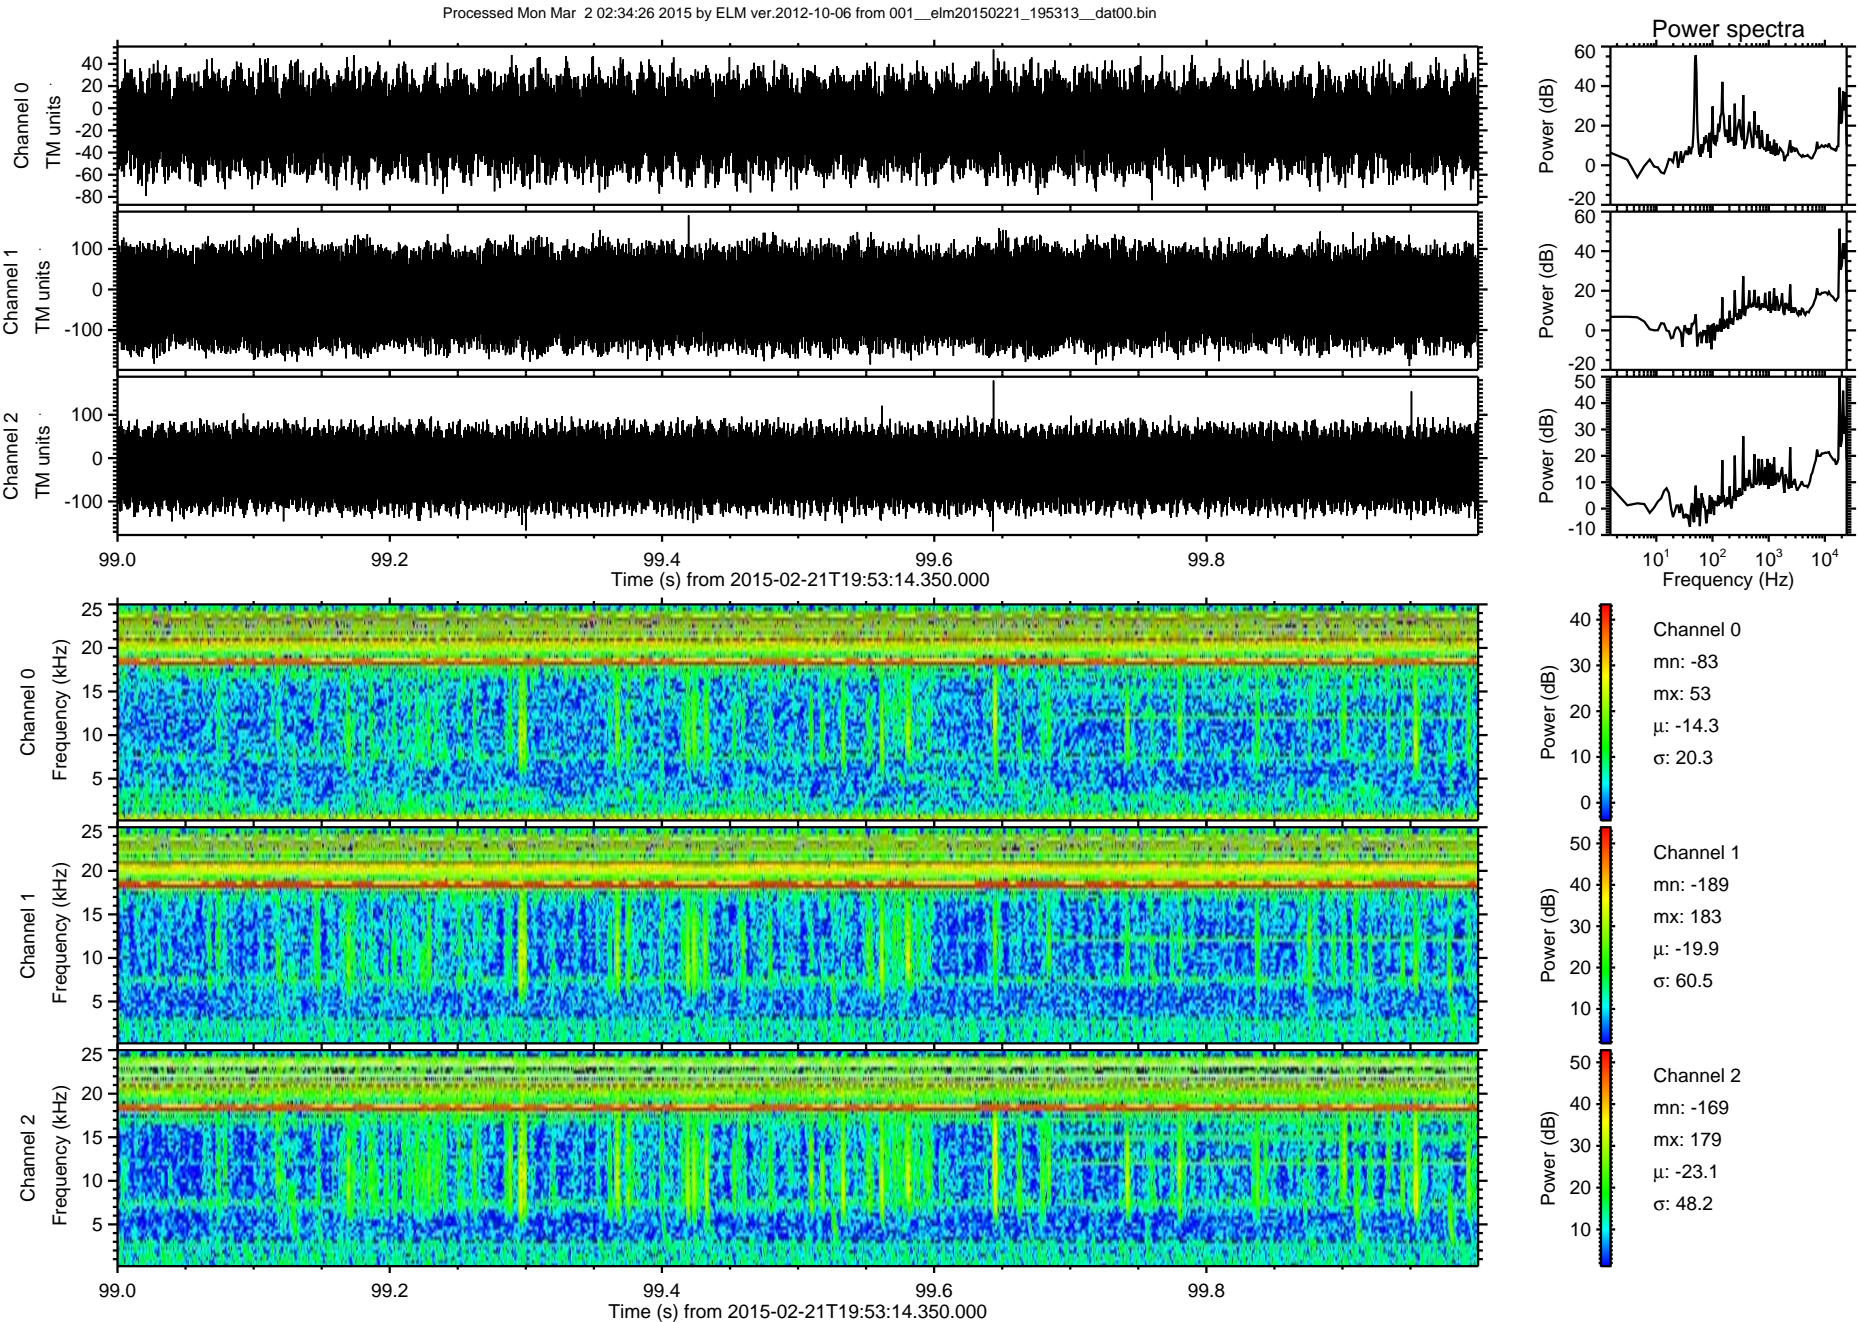 Processed Mon Mar 2 02:34:26 2015 by ELM ver.2012-10-06 from 001__elm20150221_195313__dat00.bin
Power spectra
Channel 0
TM units
40
20
0
-20
-40
-60
-80
Power (dB)
60
40
20
0
-20
Channel 1
TM units
100
0
-100
Power (dB)
60
40
20
0
-20
Channel 2
TM units
100
0
-100
Power (dB)
50
40
30
20
10
0
-10
99.0 99.2 99.4 99.6 99.8
Time (s) from 2015-02-21T19:53:14.350.000
10^1 10^2 10^3 10^4
Frequency (Hz)
Channel 0
Frequency (kHz)
25
20
15
10
5
Power (dB)
40
30
20
10
0
Channel 0
mn: -83
mx: 53
μ: -14.3
σ: 20.3
Channel 1
Frequency (kHz)
25
20
15
10
5
Power (dB)
50
40
30
20
10
Channel 1
mn: -189
mx: 183
μ: -19.9
σ: 60.5
Channel 2
Frequency (kHz)
25
20
15
10
5
Power (dB)
50
40
30
20
10
Channel 2
mn: -169
mx: 179
μ: -23.1
σ: 48.2
99.0 99.2 99.4 99.6 99.8
Time (s) from 2015-02-21T19:53:14.350.000